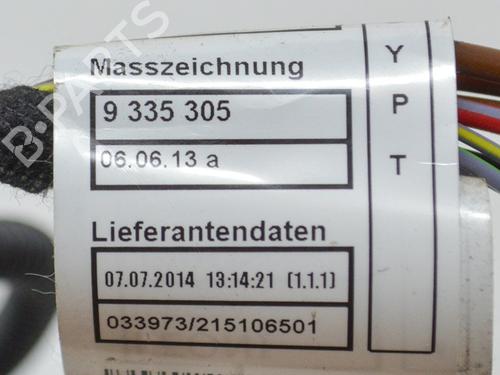 Masszeichnung
9 335 305
06.06.13 a
Lieferantendaten
07.07.2014 13:14:21 (1.1.1)
033973/215106501
Y
P
T
B-PARTS